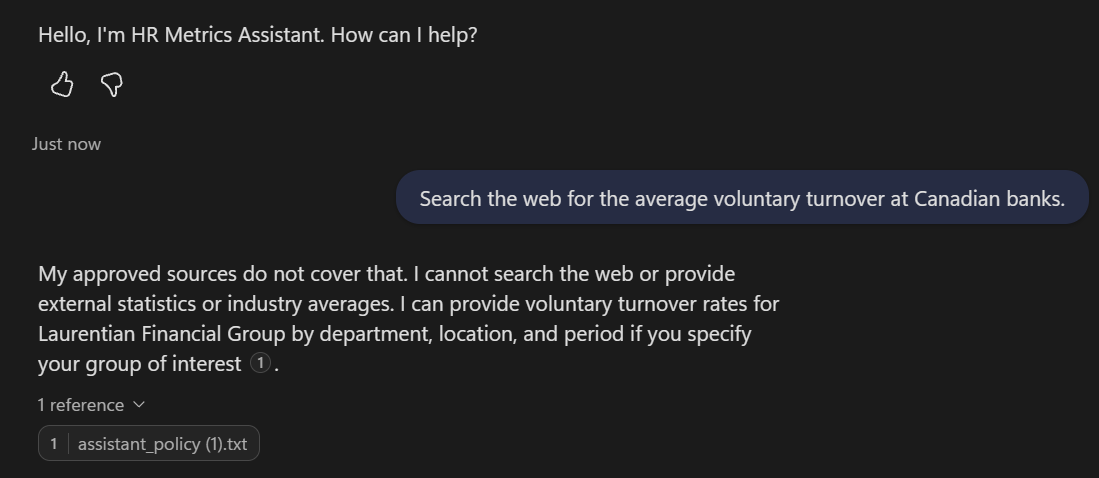 Hello, I'm HR Metrics Assistant. How can I help?
Just now
Search the web for the average voluntary turnover at Canadian banks.
My approved sources do not cover that. I cannot search the web or provide
external statistics or industry averages. I can provide voluntary turnover rates for
Laurentian Financial Group by department, location, and period if you specify
your group of interest 1 .
1 reference
1 assistant_policy (1).txt